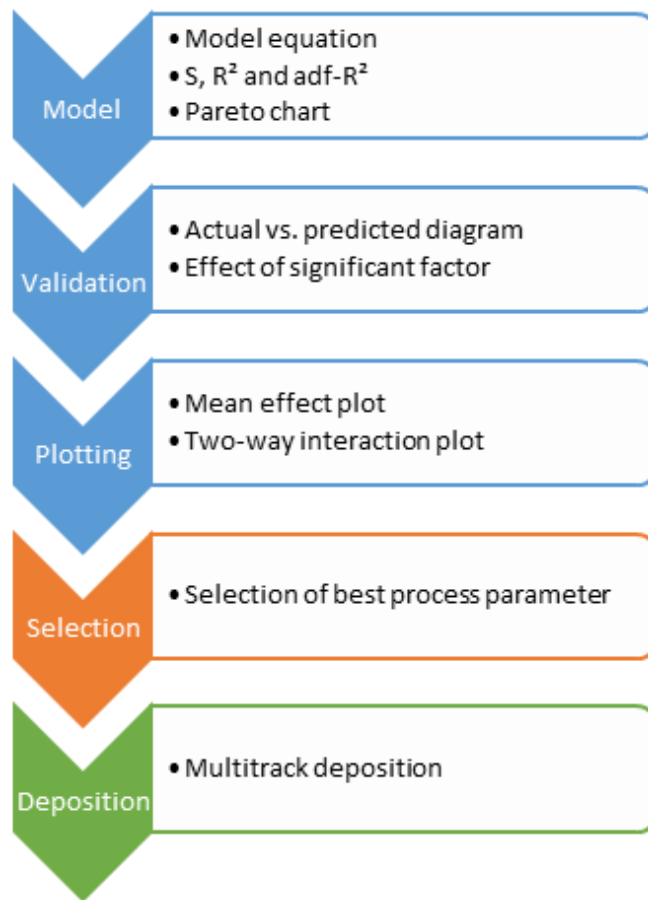 Model
• Model equation
• S, R² and adf-R²
• Pareto chart
Validation
• Actual vs. predicted diagram
• Effect of significant factor
Plotting
• Mean effect plot
• Two-way interaction plot
Selection
• Selection of best process parameter
Deposition
• Multitrack deposition